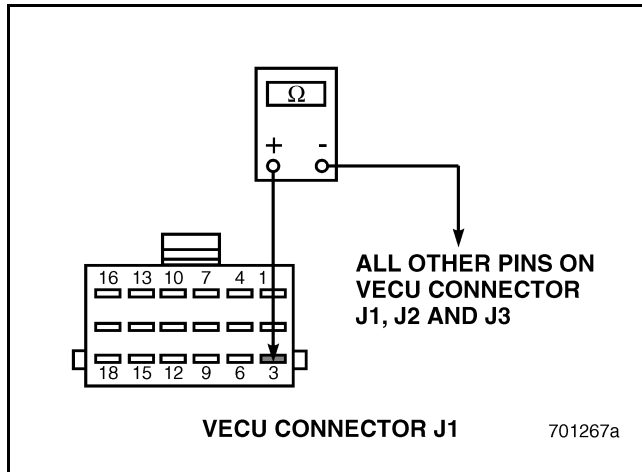 Ω
+ -
ALL OTHER PINS ON
VECU CONNECTOR
J1, J2 AND J3
16 13 10 7 4 1
18 15 12 9 6 3
VECU CONNECTOR J1
701267a